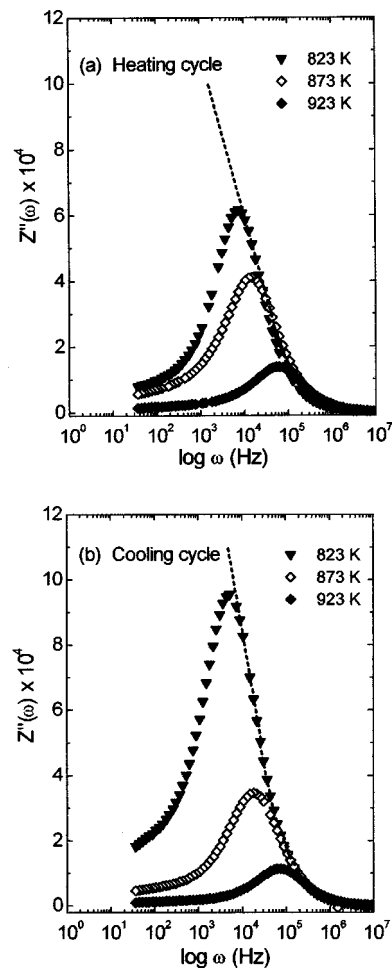 12
(a) Heating cycle
▼ 823 K
◇ 873 K
◆ 923 K
10
8
6
4
2
0
Z''(ω) x 10⁴
10⁰ 10¹ 10² 10³ 10⁴ 10⁵ 10⁶ 10⁷
log ω (Hz)
12
(b) Cooling cycle
▼ 823 K
◇ 873 K
◆ 923 K
10
8
6
4
2
0
Z''(ω) x 10⁴
10⁰ 10¹ 10² 10³ 10⁴ 10⁵ 10⁶ 10⁷
log ω (Hz)